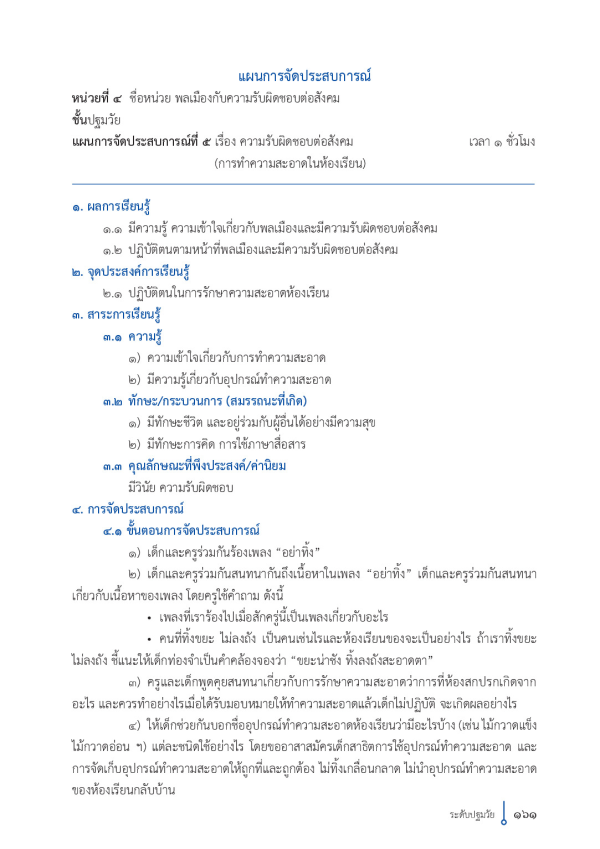 แผนการจัดประสบการณ์
หน่วยที่ ๔ ชื่อหน่วย พลเมืองกับความรับผิดชอบต่อสังคม
ชั้นปฐมวัย
แผนการจัดประสบการณ์ที่ ๕ เรื่อง ความรับผิดชอบต่อสังคม เวลา ๑ ชั่วโมง
(การทำความสะอาดในห้องเรียน)
๑. ผลการเรียนรู้
๑.๑ มีความรู้ ความเข้าใจเกี่ยวกับพลเมืองและมีความรับผิดชอบต่อสังคม
๑.๒ ปฏิบัติตนตามหน้าที่พลเมืองและมีความรับผิดชอบต่อสังคม
๒. จุดประสงค์การเรียนรู้
๒.๑ ปฏิบัติตนในการรักษาความสะอาดห้องเรียน
๓. สาระการเรียนรู้
๓.๑ ความรู้
๑) ความเข้าใจเกี่ยวกับการทำความสะอาด
๒) มีความรู้เกี่ยวกับอุปกรณ์ทำความสะอาด
๓.๒ ทักษะ/กระบวนการ (สมรรถนะที่เกิด)
๑) มีทักษะชีวิต และอยู่ร่วมกับผู้อื่นได้อย่างมีความสุข
๒) มีทักษะการคิด การใช้ภาษาสื่อสาร
๓.๓ คุณลักษณะที่พึงประสงค์/ค่านิยม
มีวินัย ความรับผิดชอบ
๔. การจัดประสบการณ์
๔.๑ ขั้นตอนการจัดประสบการณ์
๑) เด็กและครูร่วมกันร้องเพลง “อย่าทิ้ง”
๒) เด็กและครูร่วมกันสนทนากันถึงเนื้อหาในเพลง “อย่าทิ้ง” เด็กและครูร่วมกันสนทนา
เกี่ยวกับเนื้อหาของเพลง โดยครูใช้คำถาม ดังนี้
• เพลงที่เราร้องไปเมื่อสักครู่นี้เป็นเพลงเกี่ยวกับอะไร
• คนที่ทิ้งขยะ ไม่ลงถัง เป็นคนเช่นไรและห้องเรียนของจะเป็นอย่างไร ถ้าเราทิ้งขยะ
ไม่ลงถัง ชี้แนะให้เด็กท่องจำเป็นคำคล้องจองว่า “ขยะน่าชัง ทิ้งลงถังสะอาดตา”
๓) ครูและเด็กพูดคุยสนทนาเกี่ยวกับการรักษาความสะอาดว่าการที่ห้องสกปรกเกิดจาก
อะไร และควรทำอย่างไรเมื่อได้รับมอบหมายให้ทำความสะอาดแล้วเด็กไม่ปฏิบัติ จะเกิดผลอย่างไร
๔) ให้เด็กช่วยกันบอกชื่ออุปกรณ์ทำความสะอาดห้องเรียนว่ามีอะไรบ้าง (เช่น ไม้กวาดแข็ง
ไม้กวาดอ่อน ฯ) แต่ละชนิดใช้อย่างไร โดยขออาสาสมัครเด็กสาธิตการใช้อุปกรณ์ทำความสะอาด และ
การจัดเก็บอุปกรณ์ทำความสะอาดให้ถูกที่และถูกต้อง ไม่ทิ้งเกลื่อนกลาด ไม่นำอุปกรณ์ทำความสะอาด
ของห้องเรียนกลับบ้าน
ระดับปฐมวัย ๑๖๑